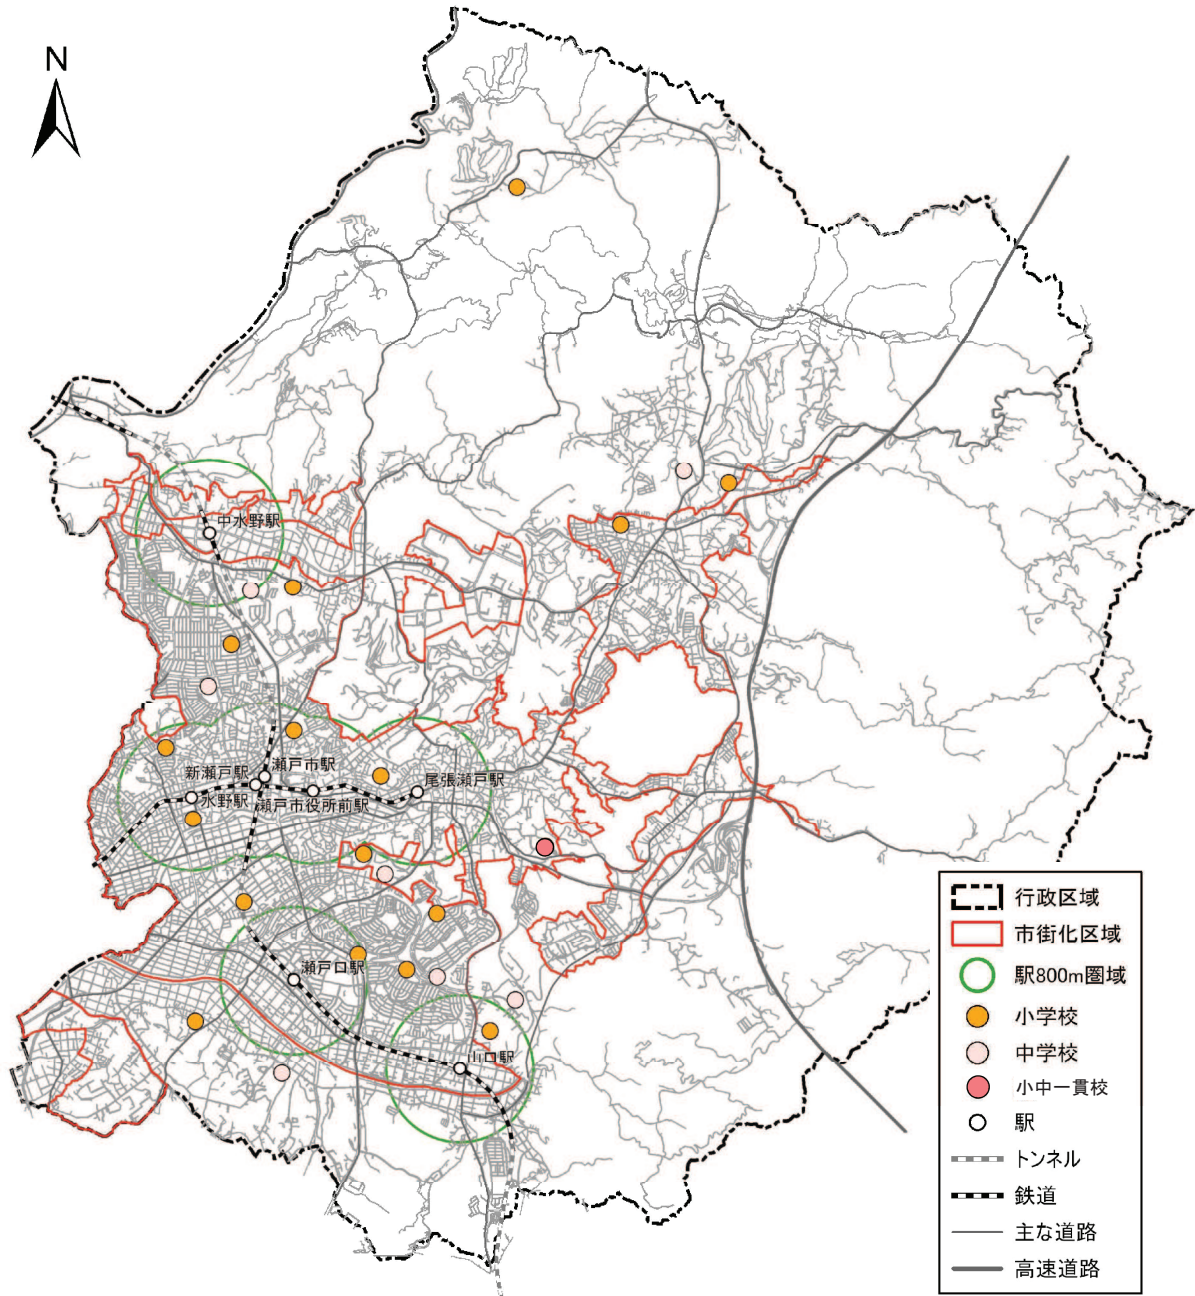 N
中水野駅
瀬戸市駅
新瀬戸駅
尾張瀬戸駅
水野駅
瀬戸市役所前駅
瀬戸口駅
山口駅
行政区域
市街化区域
駅800m圏域
小学校
中学校
小中一貫校
駅
トンネル
鉄道
主な道路
高速道路